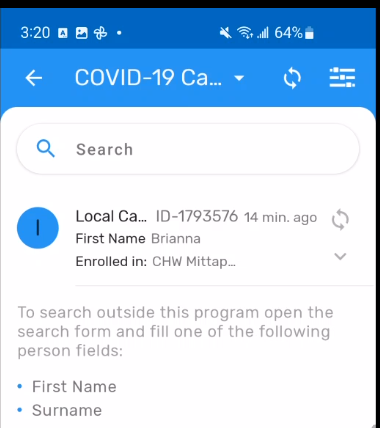 3:20 64%
COVID-19 Ca...
Search
Local Ca... ID-1793576 14 min. ago
I
First Name Brianna
Enrolled in: CHW Mittap...
To search outside this program open the
search form and fill one of the following
person fields:
• First Name
• Surname